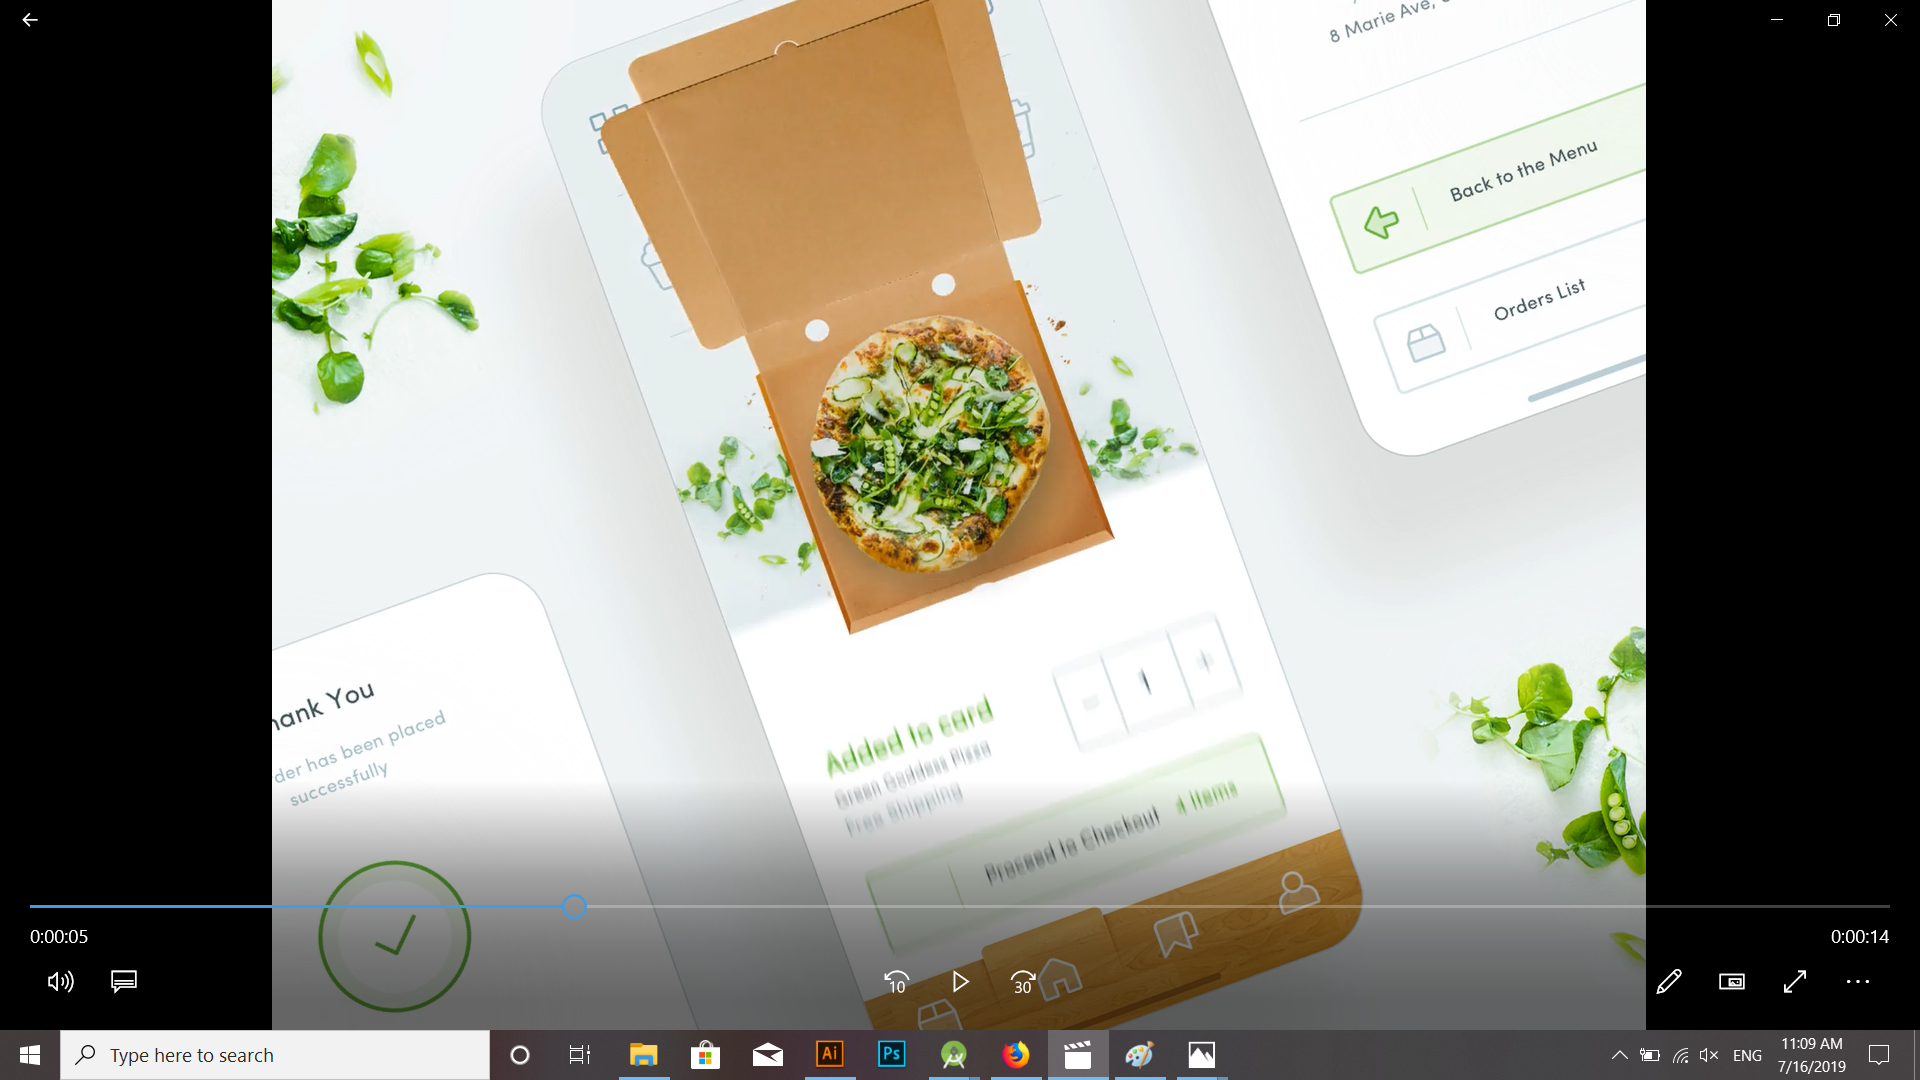 8 Marie Ave,
Back to the Menu
Orders List
hank You
der has been placed
successfully
Added to card
Green Goddess Pizza
Free Shipping
Proceed to Checkout 4 Items
0:00:05
0:00:14
10
30
Type here to search
Ai
Ps
ENG
11:09 AM
7/16/2019